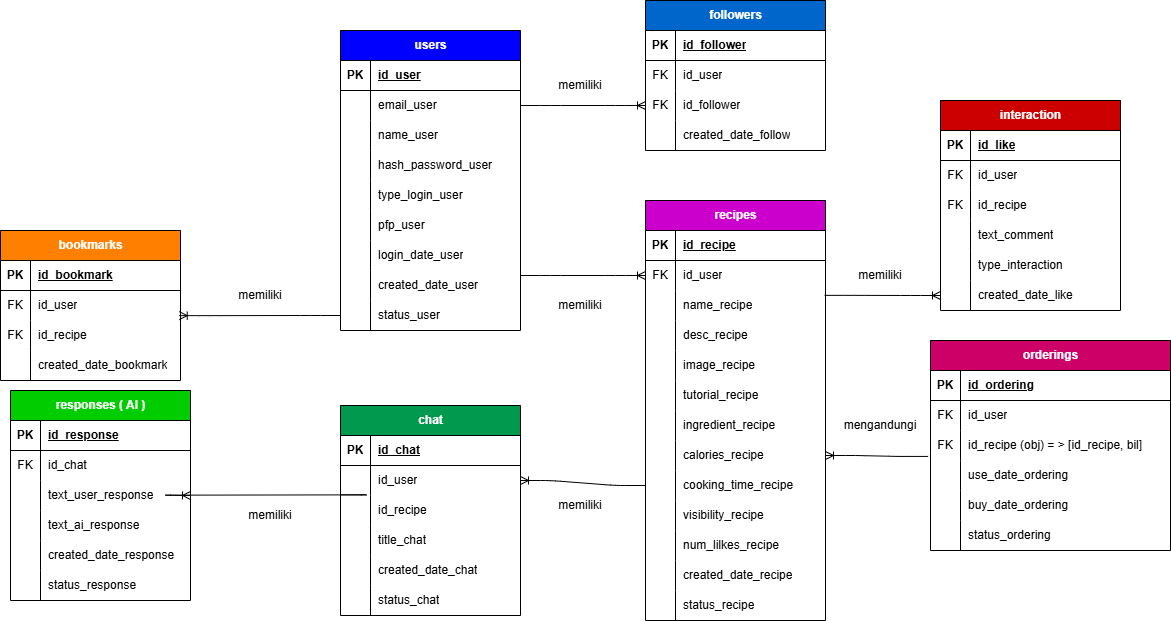 followers
PK id_follower
FK id_user
FK id_follower
created_date_follow
users
PK id_user
email_user
name_user
hash_password_user
type_login_user
pfp_user
login_date_user
created_date_user
status_user
memiliki
interaction
PK id_like
FK id_user
FK id_recipe
text_comment
type_interaction
created_date_like
recipes
PK id_recipe
FK id_user
name_recipe
desc_recipe
image_recipe
tutorial_recipe
ingredient_recipe
calories_recipe
cooking_time_recipe
visibility_recipe
num_lilkes_recipe
created_date_recipe
status_recipe
memiliki
memiliki
bookmarks
PK id_bookmark
FK id_user
FK id_recipe
created_date_bookmark
memiliki
orderings
PK id_ordering
FK id_user
FK id_recipe (obj) = > [id_recipe, bil]
use_date_ordering
buy_date_ordering
status_ordering
mengandungi
responses ( AI )
PK id_response
FK id_chat
text_user_response
text_ai_response
created_date_response
status_response
memiliki
chat
PK id_chat
id_user
id_recipe
title_chat
created_date_chat
status_chat
memiliki